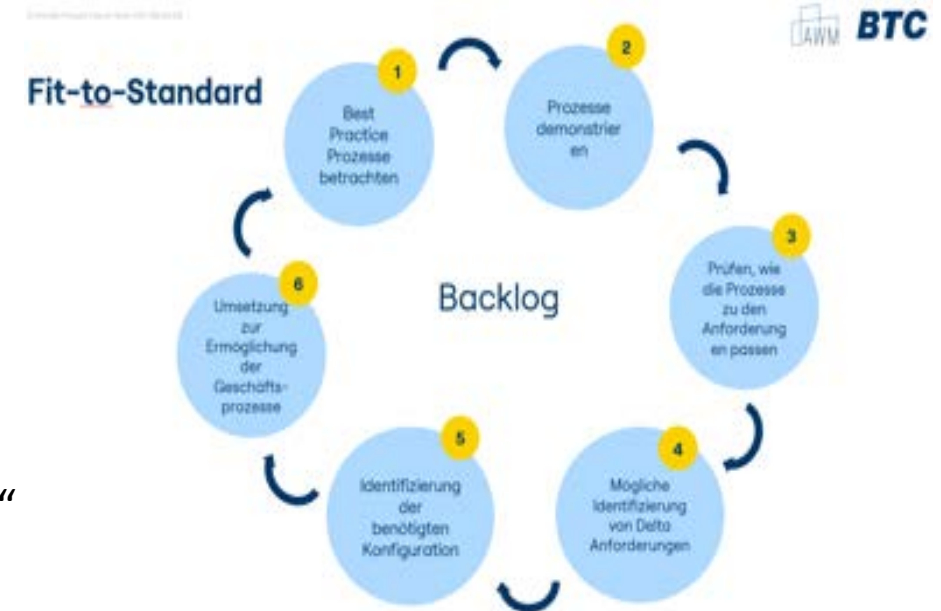 AWM BTC
Fit-to-Standard
1
Best
Practice
Prozesse
betrachten
2
Prozesse
demonstrier
en
3
Prüfen, wie
die Prozesse
zu den
Anforderung
en passen
4
Mögliche
Identifizierung
von Delta
Anforderungen
5
Identifizierung
der
benötigten
Konfiguration
6
Umsetzung
zur
Ermöglichung
der
Geschäfts-
prozesse
Backlog
“